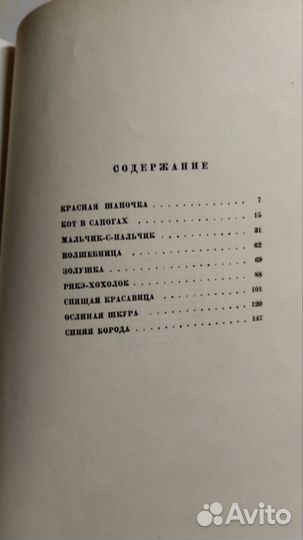 СОДЕРЖАНИЕ
КРАСНАЯ ШАПОЧКА . . . . . . . . . . . . 7
КОТ В САПОГАХ . . . . . . . . . . . . . 15
МАЛЬЧИК-С-ПАЛЬЧИК . . . . . . . . . . . 31
ВОЛШЕБНИЦА . . . . . . . . . . . . . . 62
ЗОЛУШКА . . . . . . . . . . . . . . . . 69
РИКЭ-ХОХОЛОК . . . . . . . . . . . . . 88
СПЯЩАЯ КРАСАВИЦА . . . . . . . . . . . 101
ОСЛИНАЯ ШКУРА . . . . . . . . . . . . . 120
СИНЯЯ БОРОДА . . . . . . . . . . . . . 147
Avito